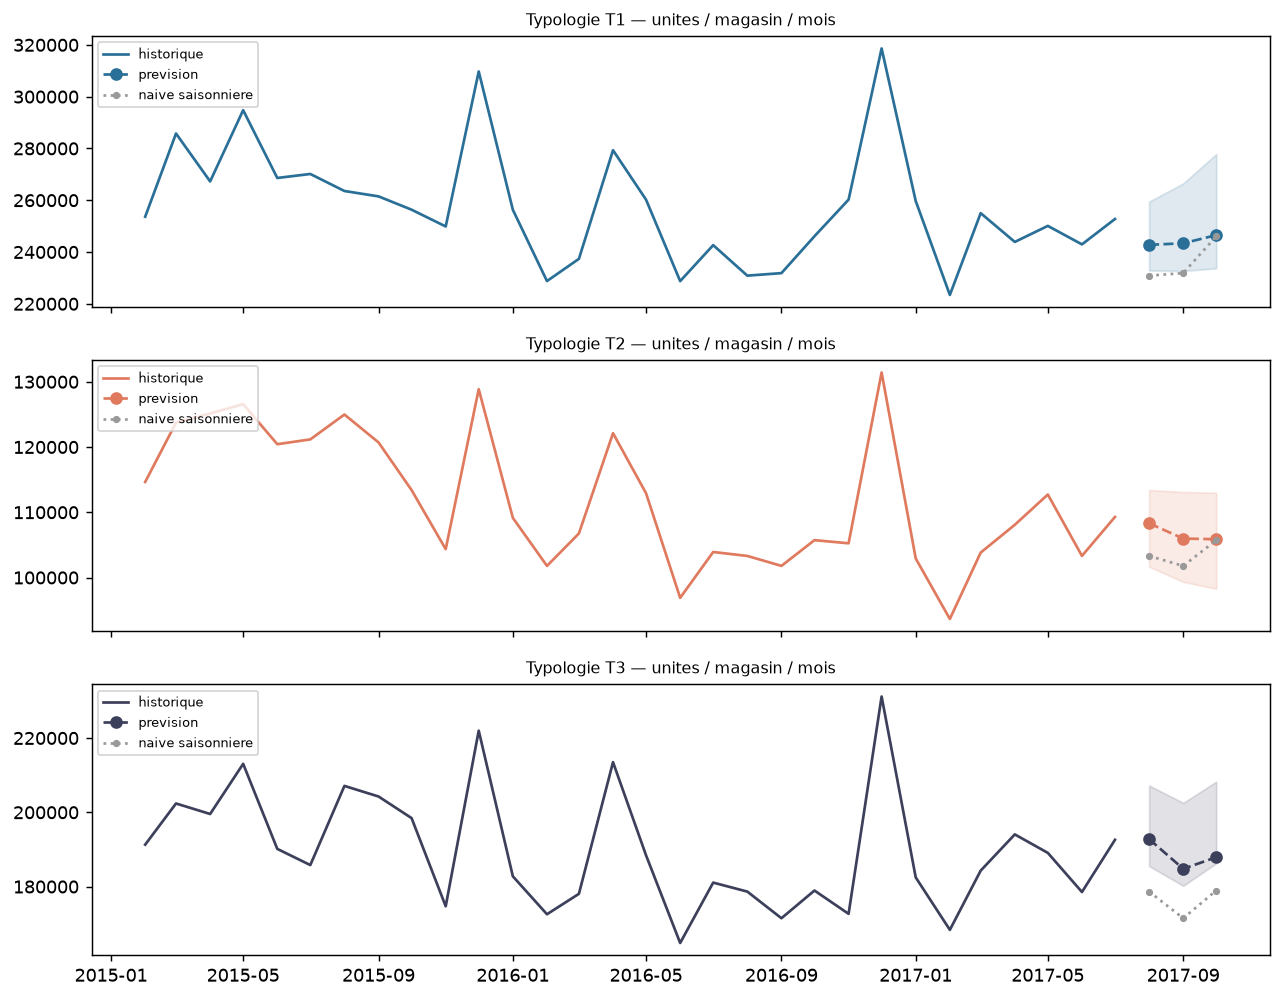 Typologie T1 — unites / magasin / mois
320000
300000
280000
260000
240000
220000
historique
prevision
naive saisonniere
Typologie T2 — unites / magasin / mois
130000
120000
110000
100000
historique
prevision
naive saisonniere
Typologie T3 — unites / magasin / mois
220000
200000
180000
historique
prevision
naive saisonniere
2015-01 2015-05 2015-09 2016-01 2016-05 2016-09 2017-01 2017-05 2017-09